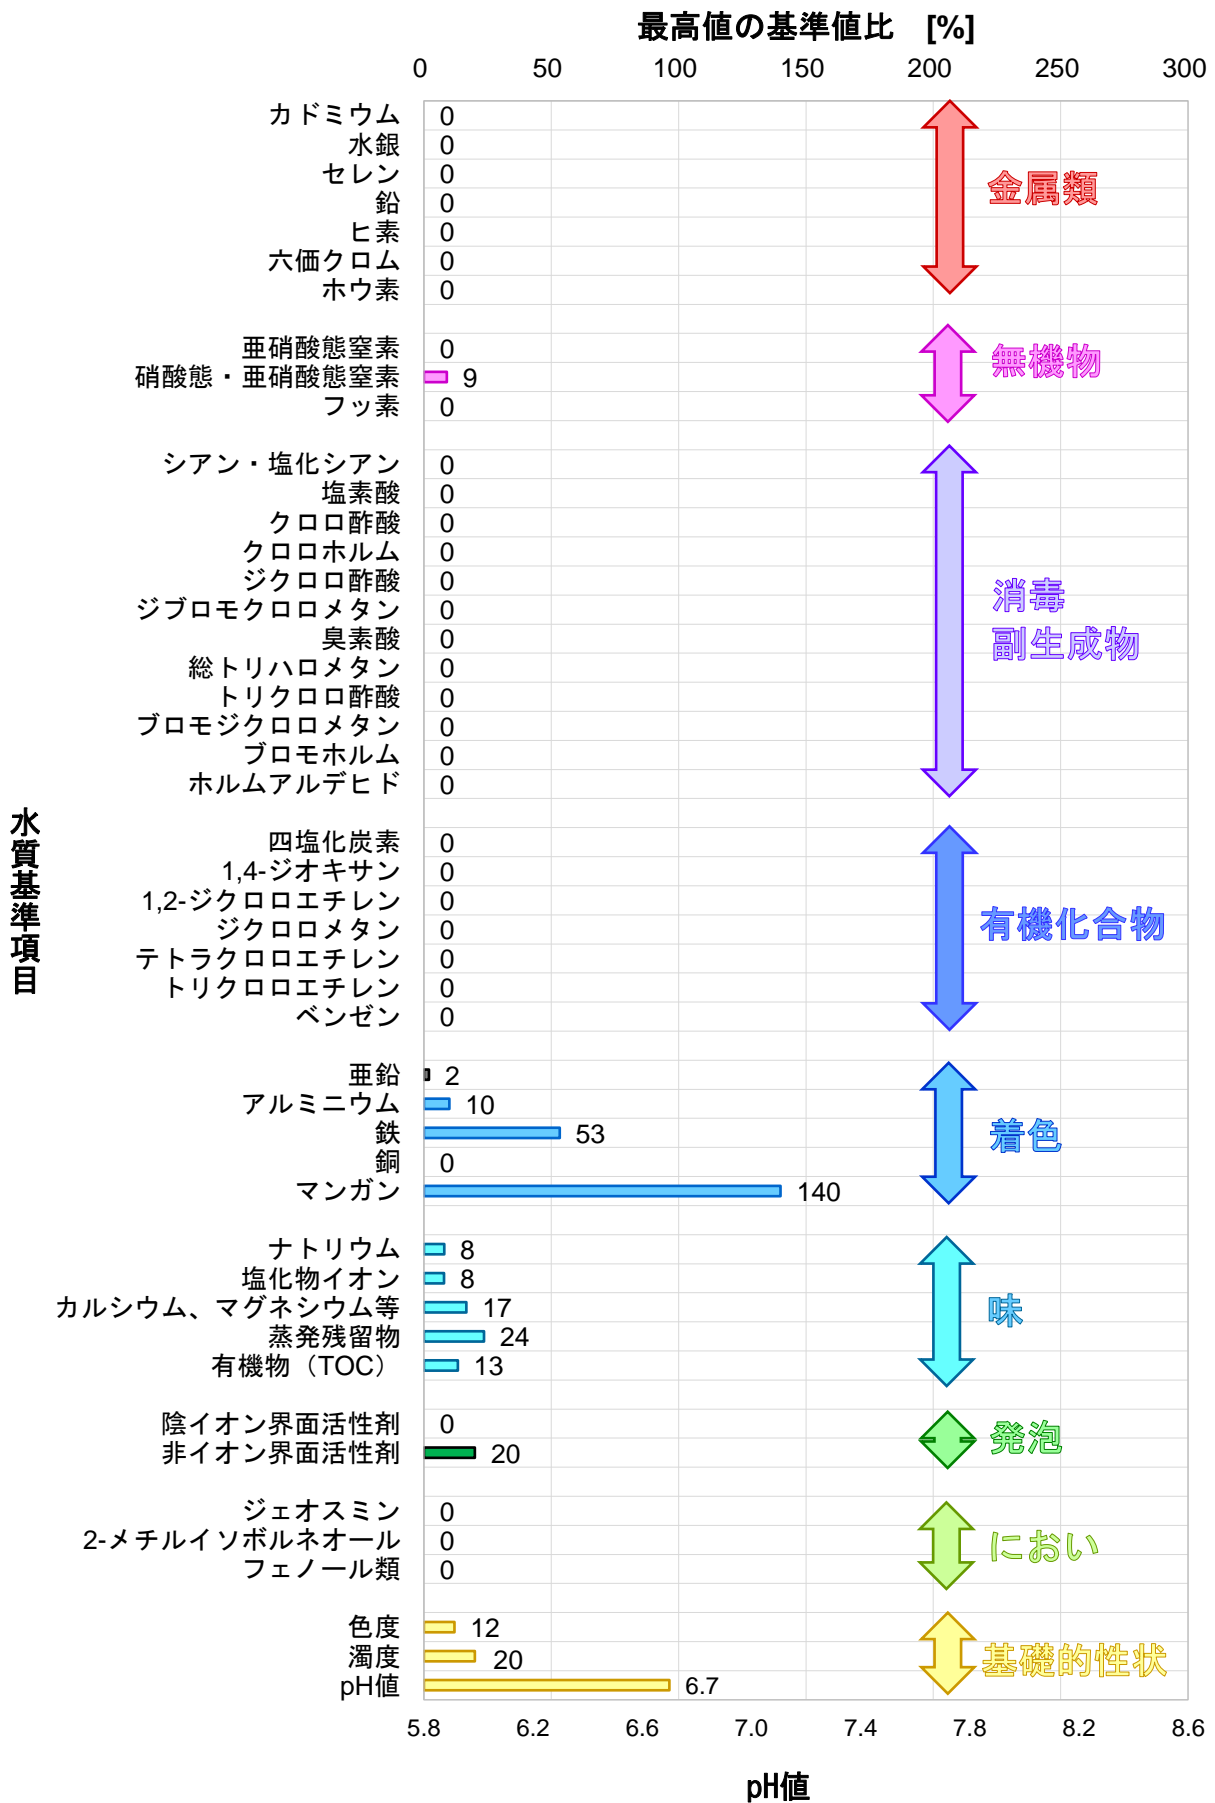 最高値の基準値比　[%]
0 50 100 150 200 250 300
カドミウム 0
水銀 0
セレン 0
鉛 0
ヒ素 0
六価クロム 0
ホウ素 0
金属類
亜硝酸態窒素 0
硝酸態・亜硝酸態窒素 9
フッ素 0
無機物
シアン・塩化シアン 0
塩素酸 0
クロロ酢酸 0
クロロホルム 0
ジクロロ酢酸 0
ジブロモクロロメタン 0
臭素酸 0
総トリハロメタン 0
トリクロロ酢酸 0
ブロモジクロロメタン 0
ブロモホルム 0
ホルムアルデヒド 0
消毒
副生成物
水質基準項目
四塩化炭素 0
1,4-ジオキサン 0
1,2-ジクロロエチレン 0
ジクロロメタン 0
テトラクロロエチレン 0
トリクロロエチレン 0
ベンゼン 0
有機化合物
亜鉛 2
アルミニウム 10
鉄 53
銅 0
マンガン 140
着色
ナトリウム 8
塩化物イオン 8
カルシウム、マグネシウム等 17
蒸発残留物 24
有機物（TOC） 13
味
陰イオン界面活性剤 0
非イオン界面活性剤 20
発泡
ジェオスミン 0
2-メチルイソボルネオール 0
フェノール類 0
におい
色度 12
濁度 20
pH値 6.7
基礎的性状
5.8 6.2 6.6 7.0 7.4 7.8 8.2 8.6
pH値